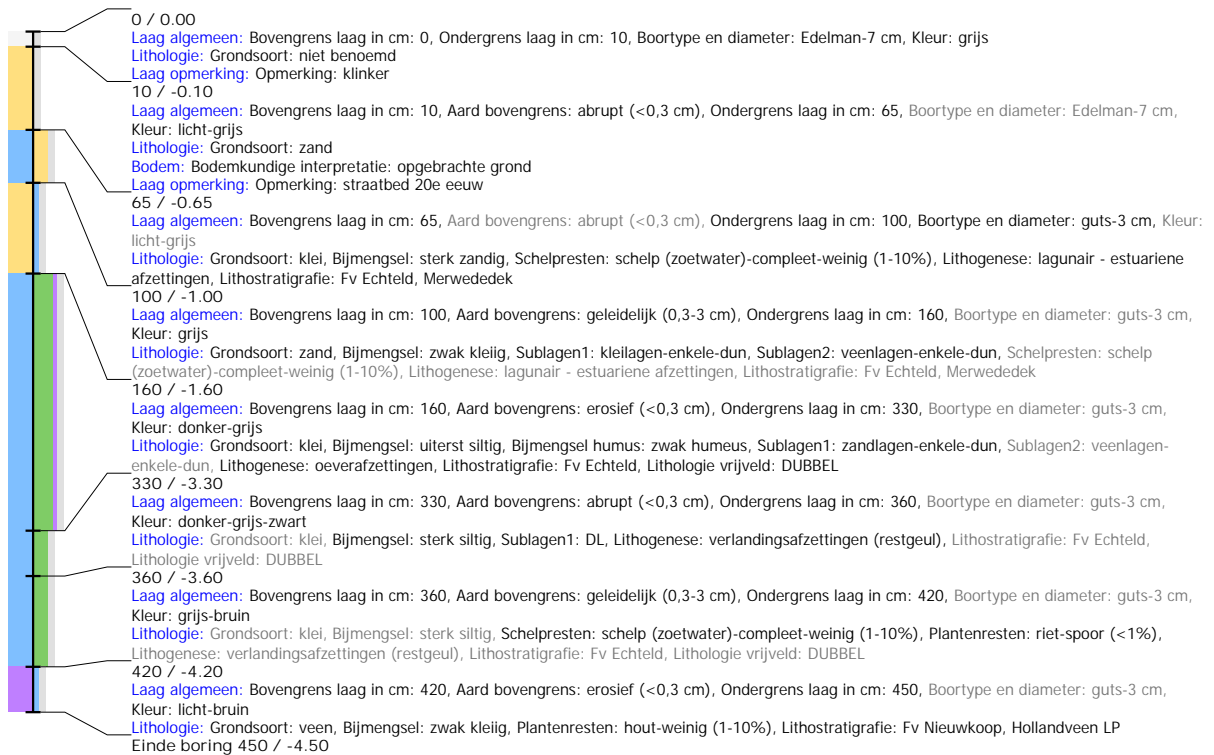 0 / 0.00
Laag algemeen: Bovengrens laag in cm: 0, Ondergrens laag in cm: 10, Boortype en diameter: Edelman-7 cm, Kleur: grijs
Lithologie: Grondsoort: niet benoemd
Laag opmerking: Opmerking: klinker
10 / -0.10
Laag algemeen: Bovengrens laag in cm: 10, Aard bovengrens: abrupt (<0,3 cm), Ondergrens laag in cm: 65, Boortype en diameter: Edelman-7 cm,
Kleur: licht-grijs
Lithologie: Grondsoort: zand
Bodem: Bodemkundige interpretatie: opgebrachte grond
Laag opmerking: Opmerking: straatbed 20e eeuw
65 / -0.65
Laag algemeen: Bovengrens laag in cm: 65, Aard bovengrens: abrupt (<0,3 cm), Ondergrens laag in cm: 100, Boortype en diameter: guts-3 cm, Kleur:
licht-grijs
Lithologie: Grondsoort: klei, Bijmengsel: sterk zandig, Schelpresten: schelp (zoetwater)-compleet-weinig (1-10%), Lithogenese: lagunair - estuariene
afzettingen, Lithostratigrafie: Fv Echteld, Merwededek
100 / -1.00
Laag algemeen: Bovengrens laag in cm: 100, Aard bovengrens: geleidelijk (0,3-3 cm), Ondergrens laag in cm: 160, Boortype en diameter: guts-3 cm,
Kleur: grijs
Lithologie: Grondsoort: zand, Bijmengsel: zwak kleiig, Sublagen1: kleilagen-enkele-dun, Sublagen2: veenlagen-enkele-dun, Schelpresten: schelp
(zoetwater)-compleet-weinig (1-10%), Lithogenese: lagunair - estuariene afzettingen, Lithostratigrafie: Fv Echteld, Merwededek
160 / -1.60
Laag algemeen: Bovengrens laag in cm: 160, Aard bovengrens: erosief (<0,3 cm), Ondergrens laag in cm: 330, Boortype en diameter: guts-3 cm,
Kleur: donker-grijs
Lithologie: Grondsoort: klei, Bijmengsel: uiterst siltig, Bijmengsel humus: zwak humeus, Sublagen1: zandlagen-enkele-dun, Sublagen2: veenlagen-
enkele-dun, Lithogenese: oeverafzettingen, Lithostratigrafie: Fv Echteld, Lithologie vrijveld: DUBBEL
330 / -3.30
Laag algemeen: Bovengrens laag in cm: 330, Aard bovengrens: abrupt (<0,3 cm), Ondergrens laag in cm: 360, Boortype en diameter: guts-3 cm,
Kleur: donker-grijs-zwart
Lithologie: Grondsoort: klei, Bijmengsel: sterk siltig, Sublagen1: DL, Lithogenese: verlandingsafzettingen (restgeul), Lithostratigrafie: Fv Echteld,
Lithologie vrijveld: DUBBEL
360 / -3.60
Laag algemeen: Bovengrens laag in cm: 360, Aard bovengrens: geleidelijk (0,3-3 cm), Ondergrens laag in cm: 420, Boortype en diameter: guts-3 cm,
Kleur: grijs-bruin
Lithologie: Grondsoort: klei, Bijmengsel: sterk siltig, Schelpresten: schelp (zoetwater)-compleet-weinig (1-10%), Plantenresten: riet-spoor (<1%),
Lithogenese: verlandingsafzettingen (restgeul), Lithostratigrafie: Fv Echteld, Lithologie vrijveld: DUBBEL
420 / -4.20
Laag algemeen: Bovengrens laag in cm: 420, Aard bovengrens: erosief (<0,3 cm), Ondergrens laag in cm: 450, Boortype en diameter: guts-3 cm,
Kleur: licht-bruin
Lithologie: Grondsoort: veen, Bijmengsel: zwak kleiig, Plantenresten: hout-weinig (1-10%), Lithostratigrafie: Fv Nieuwkoop, Hollandveen LP
Einde boring 450 / -4.50